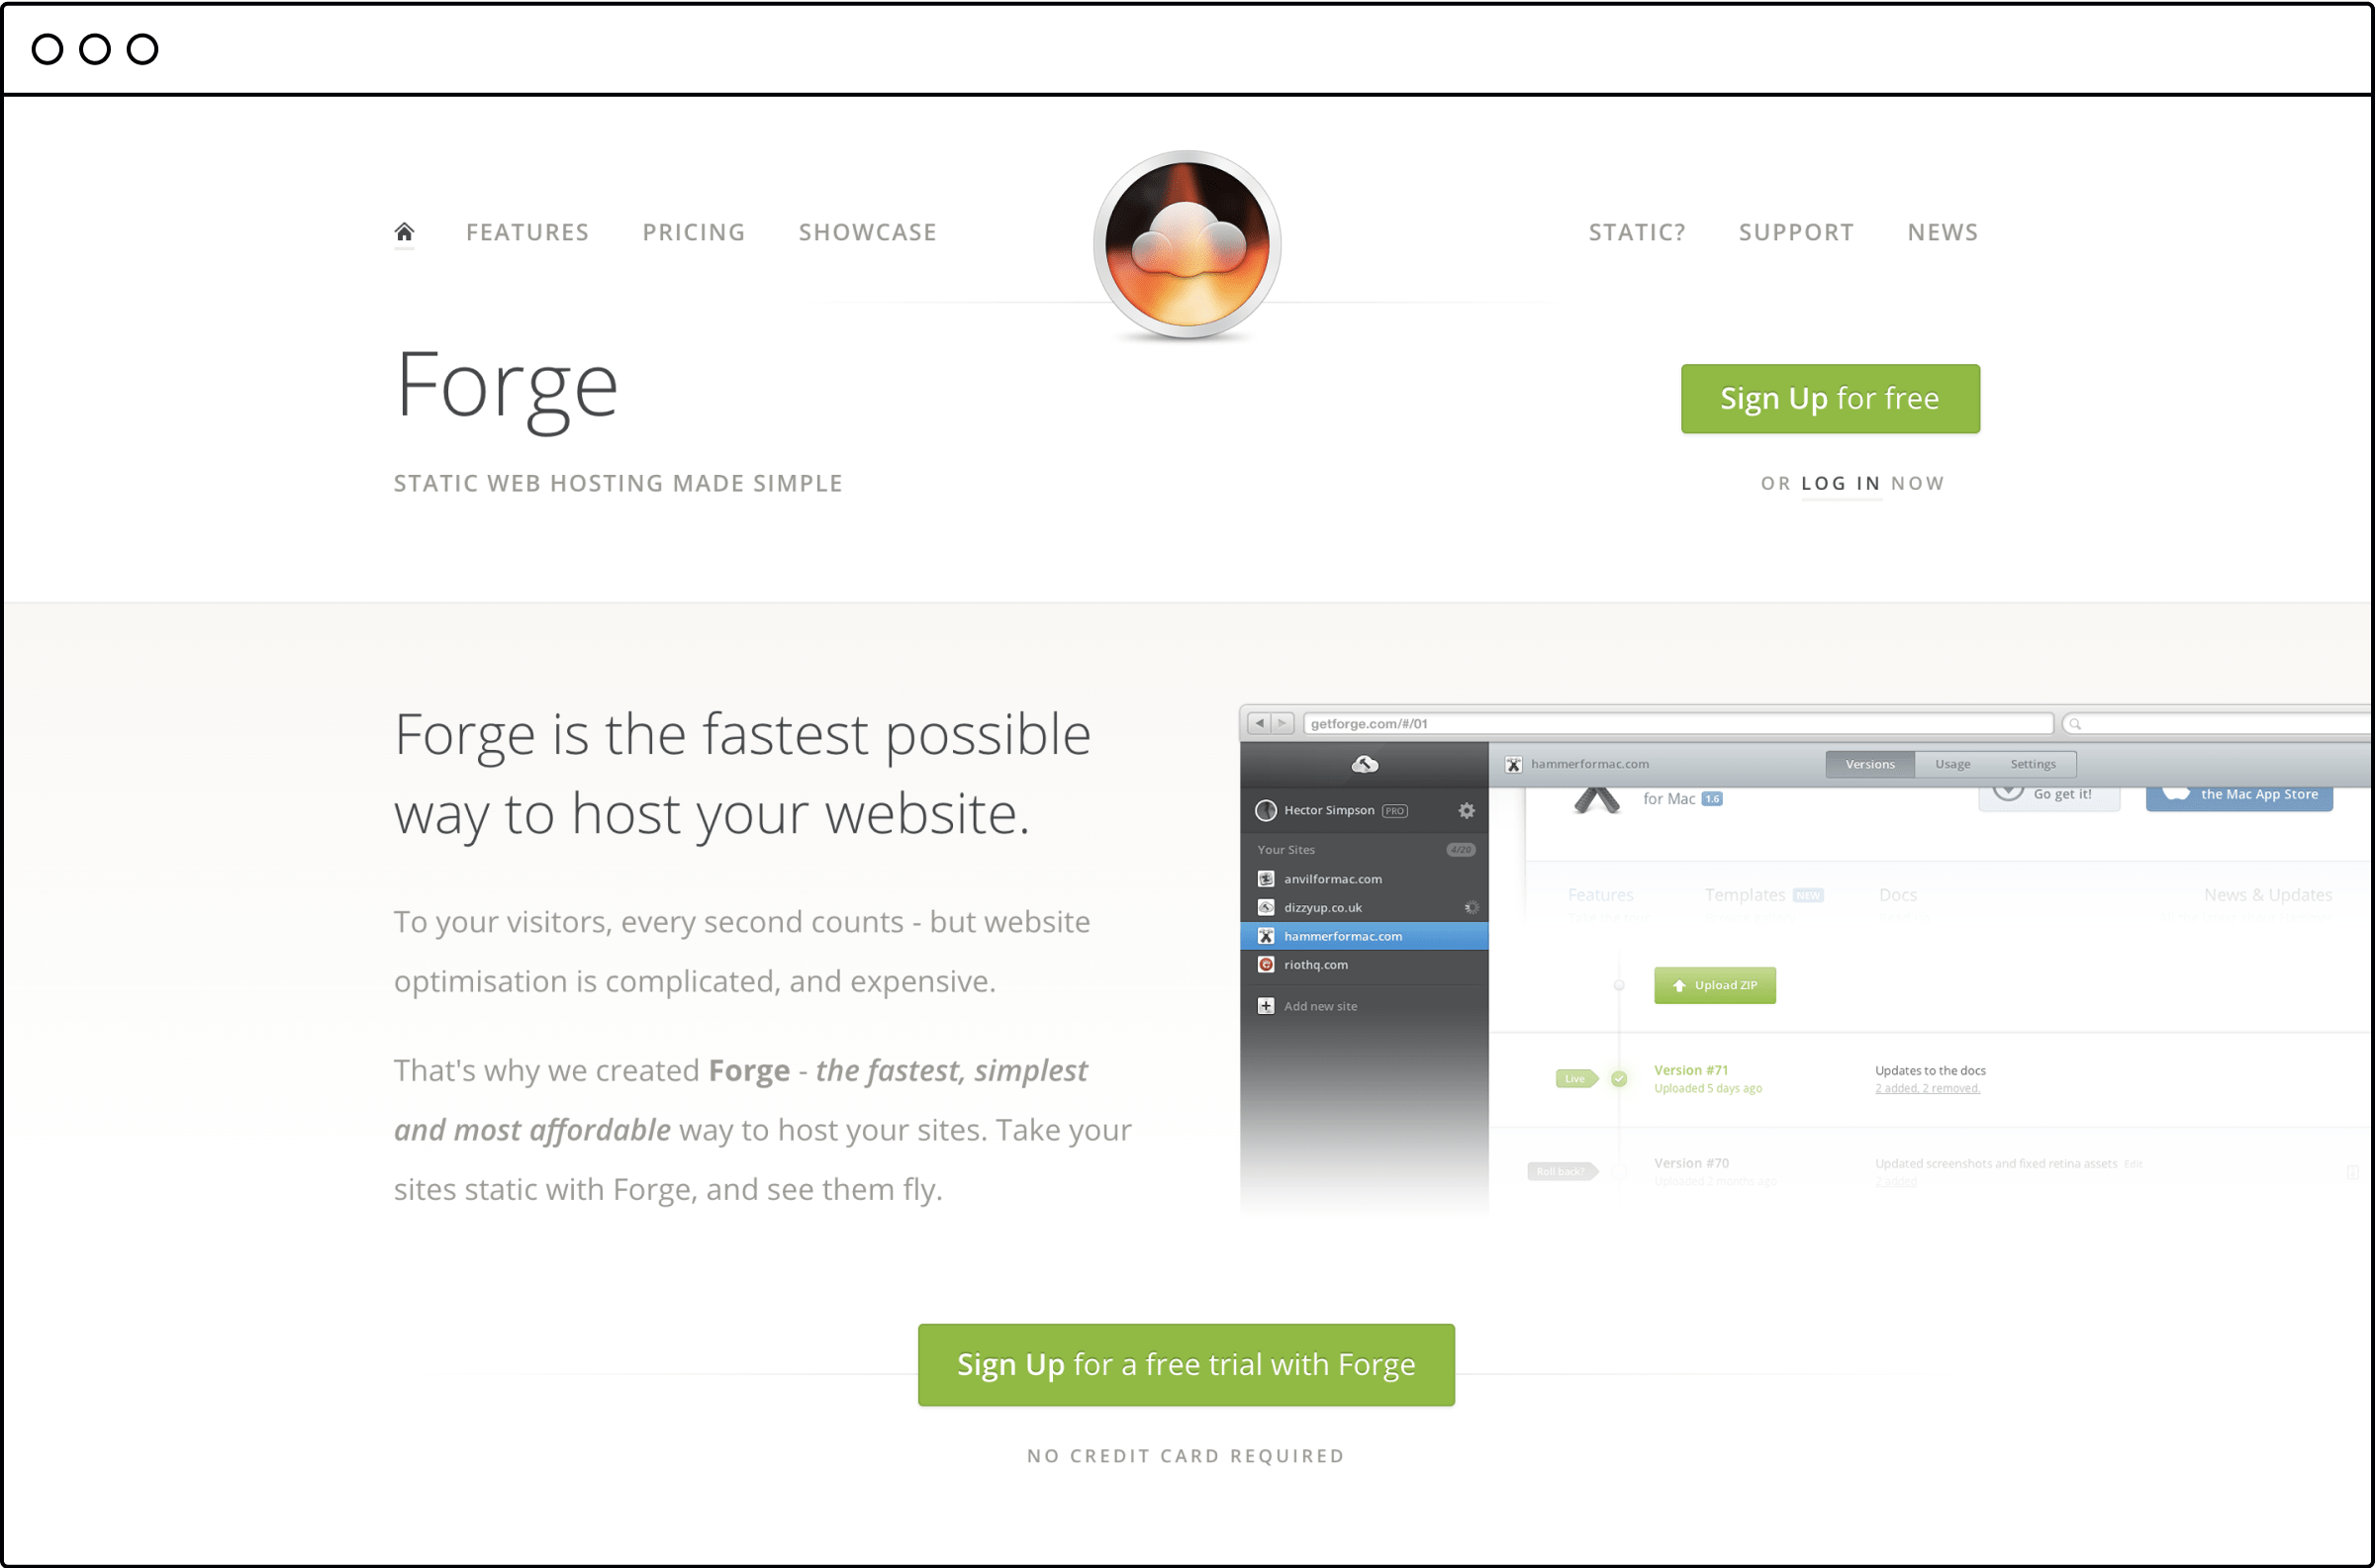 FEATURES
PRICING
SHOWCASE
STATIC?
SUPPORT
NEWS
Forge
Sign Up for free
STATIC WEB HOSTING MADE SIMPLE
OR LOG IN NOW
Forge is the fastest possible
way to host your website.
To your visitors, every second counts - but website
optimisation is complicated, and expensive.
That's why we created Forge - the fastest, simplest
and most affordable way to host your sites. Take your
sites static with Forge, and see them fly.
getforge.com/#/01
hammerformac.com
Versions
Usage
Settings
Hector Simpson PRO
for Mac 1.6
Go get it!
the Mac App Store
Your Sites 4/20
anvilformac.com
dizzyup.co.uk
hammerformac.com
riothq.com
Add new site
Features
Templates NEW
Docs
News & Updates
Upload ZIP
Live
Version #71
Uploaded 5 days ago
Updates to the docs
2 added, 2 removed.
Roll back?
Version #70
Uploaded 2 months ago
Updated screenshots and fixed retina assets Edit
2 added
Sign Up for a free trial with Forge
NO CREDIT CARD REQUIRED